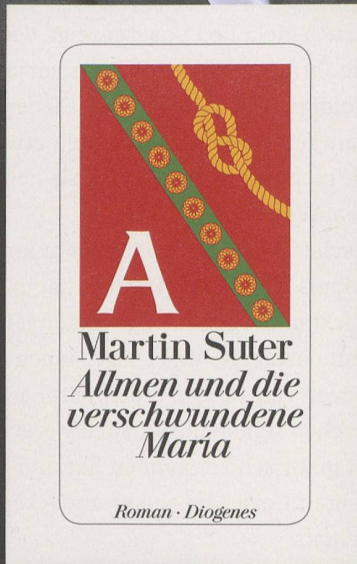 A
Martin Suter
Allmen und die
verschwundene
María
Roman · Diogenes